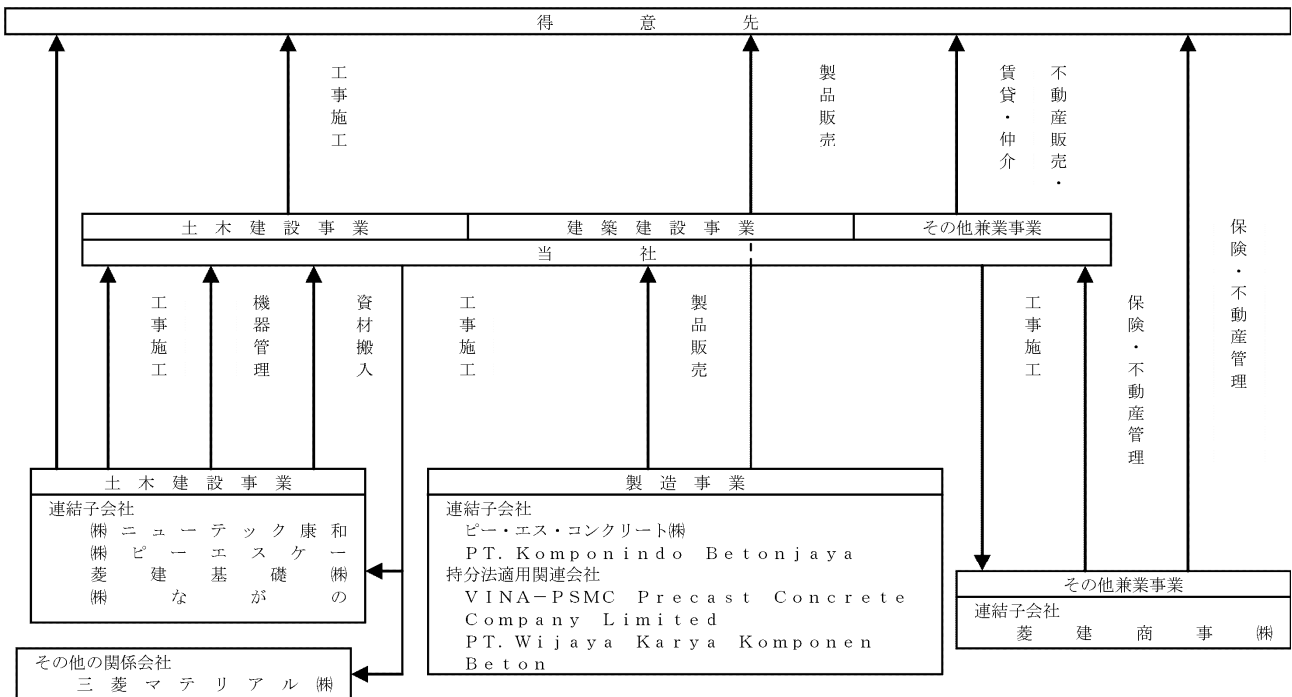 得意先
工事施工
製品販売
賃貸・仲介
不動産販売・
保険・不動産管理
土木建設事業
建築建設事業
その他兼業事業
当社
工事施工
機器管理
資材搬入
工事施工
製品販売
工事施工
保険・不動産管理
土木建設事業
連結子会社
㈱ニューテック康和
㈱ピーエスケー
菱建基礎㈱
㈱ながの
製造事業
連結子会社
ピー・エス・コンクリート㈱
PT. Komponindo Betonjaya
持分法適用関連会社
VINA-PSMC Precast Concrete
Company Limited
PT. Wijaya Karya Komponen
Beton
その他兼業事業
連結子会社
菱建商事㈱
その他の関係会社
三菱マテリアル㈱